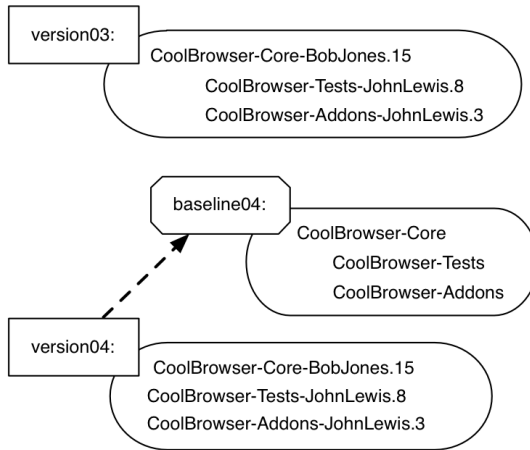 version03:
CoolBrowser-Core-BobJones.15
CoolBrowser-Tests-JohnLewis.8
CoolBrowser-Addons-JohnLewis.3
baseline04:
CoolBrowser-Core
CoolBrowser-Tests
CoolBrowser-Addons
version04:
CoolBrowser-Core-BobJones.15
CoolBrowser-Tests-JohnLewis.8
CoolBrowser-Addons-JohnLewis.3